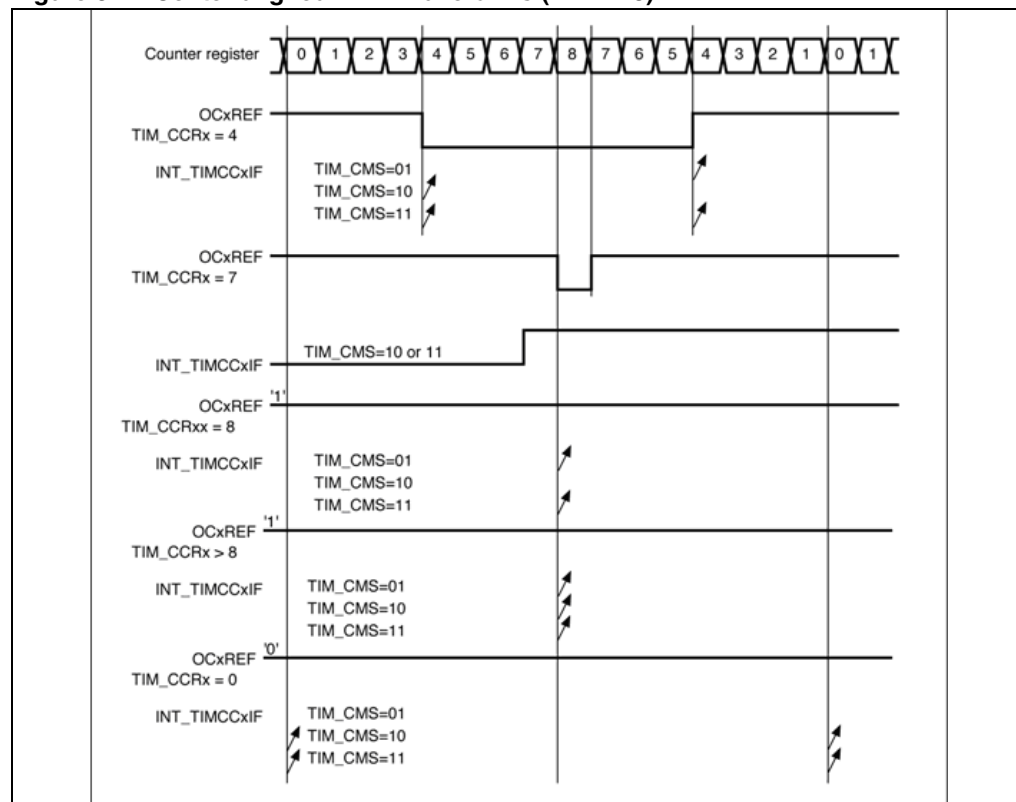 Counter register 0 1 2 3 4 5 6 7 8 7 6 5 4 3 2 1 0 1
OCxREF
TIM_CCRx = 4
INT_TIMCCxIF TIM_CMS=01
TIM_CMS=10
TIM_CMS=11
OCxREF
TIM_CCRx = 7
TIM_CMS=10 or 11
INT_TIMCCxIF
'1'
OCxREF
TIM_CCRxx = 8
INT_TIMCCxIF TIM_CMS=01
TIM_CMS=10
TIM_CMS=11
'1'
OCxREF
TIM_CCRx > 8
INT_TIMCCxIF TIM_CMS=01
TIM_CMS=10
TIM_CMS=11
'0'
OCxREF
TIM_CCRx = 0
INT_TIMCCxIF TIM_CMS=01
TIM_CMS=10
TIM_CMS=11